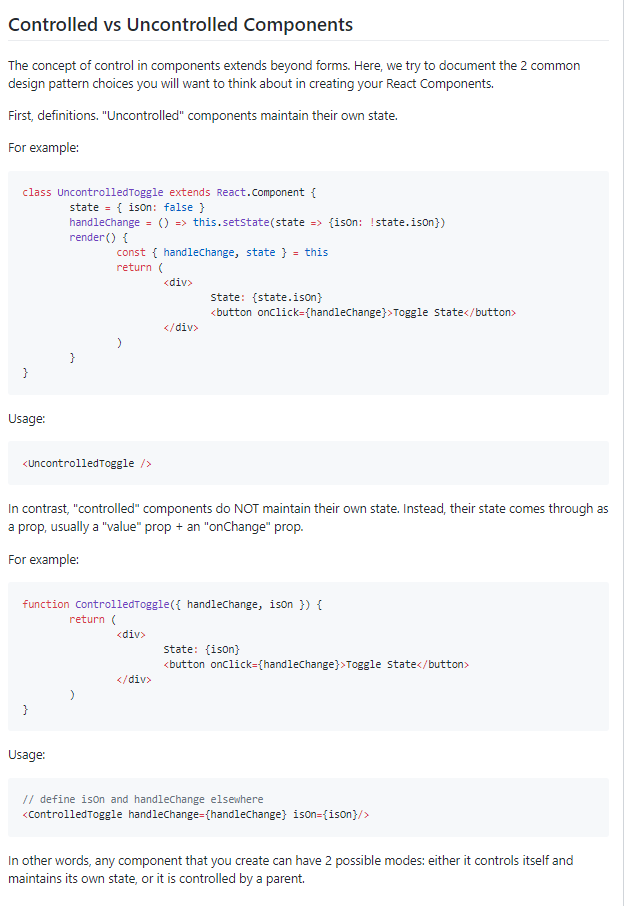 Controlled vs Uncontrolled Components
The concept of control in components extends beyond forms. Here, we try to document the 2 common
design pattern choices you will want to think about in creating your React Components.
First, definitions. "Uncontrolled" components maintain their own state.
For example:
class UncontrolledToggle extends React.Component {
state = { isOn: false }
handleChange = () => this.setState(state => {isOn: !state.isOn})
render() {
const { handleChange, state } = this
return (
<div>
State: {state.isOn}
<button onClick={handleChange}>Toggle State</button>
</div>
)
}
}
Usage:
<UncontrolledToggle />
In contrast, "controlled" components do NOT maintain their own state. Instead, their state comes through as
a prop, usually a "value" prop + an "onChange" prop.
For example:
function ControlledToggle({ handleChange, isOn }) {
return (
<div>
State: {isOn}
<button onClick={handleChange}>Toggle State</button>
</div>
)
}
Usage:
// define isOn and handleChange elsewhere
<ControlledToggle handleChange={handleChange} isOn={isOn}/>
In other words, any component that you create can have 2 possible modes: either it controls itself and
maintains its own state, or it is controlled by a parent.